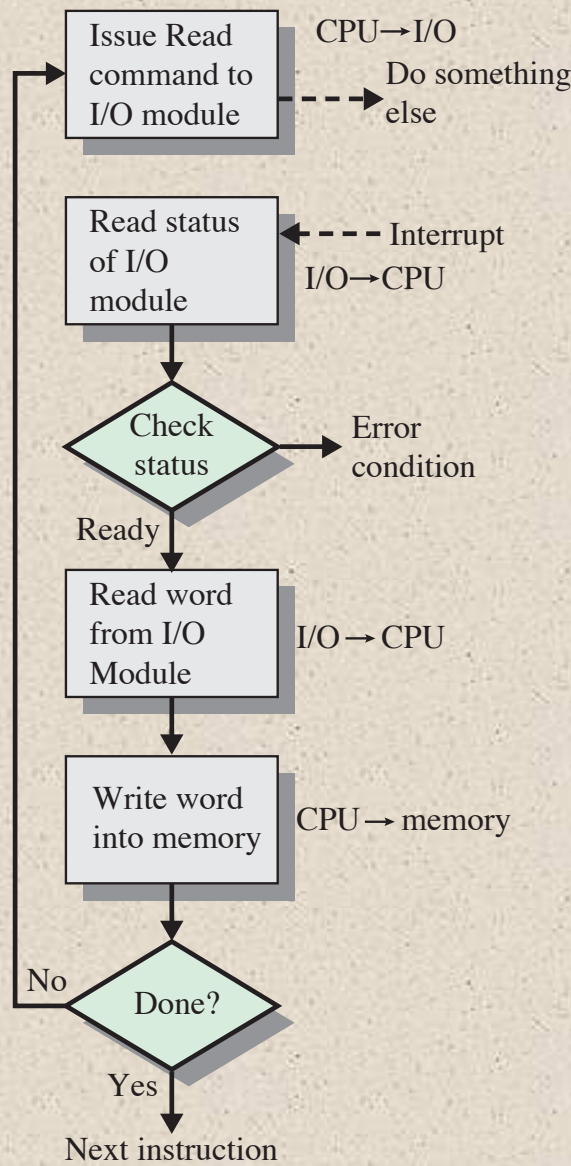 Issue Read
command to
I/O module
CPU→I/O
Do something
else
Read status
of I/O
module
Interrupt
I/O→CPU
Check
status
Error
condition
Ready
Read word
from I/O
Module
I/O → CPU
Write word
into memory
CPU → memory
No
Done?
Yes
Next instruction